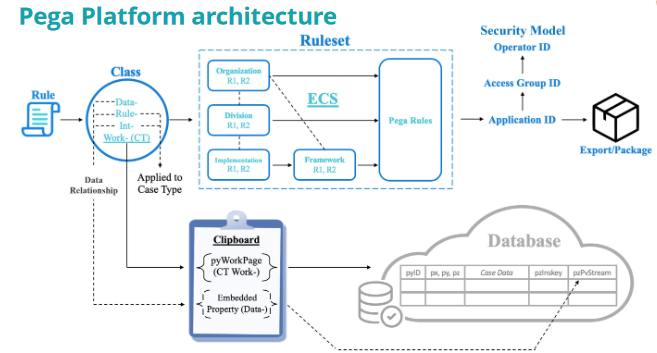 Pega Platform architecture
Ruleset
Security Model
Operator ID
Class
Rule
Organization
R1, R2
ECS
Access Group ID
Data-
Rule-
Int-
Work- (CT)
Division
R1, R2
Pega Rules
Application ID
Export/Package
Implementation
R1, R2
Framework
R1, R2
Data
Relationship
Applied to
Case Type
Clipboard
pyWorkPage
(CT Work-)
Embedded
Property (Data-)
Database
pyID
px, py, pz
Case Data
pzInskey
pzPvStream